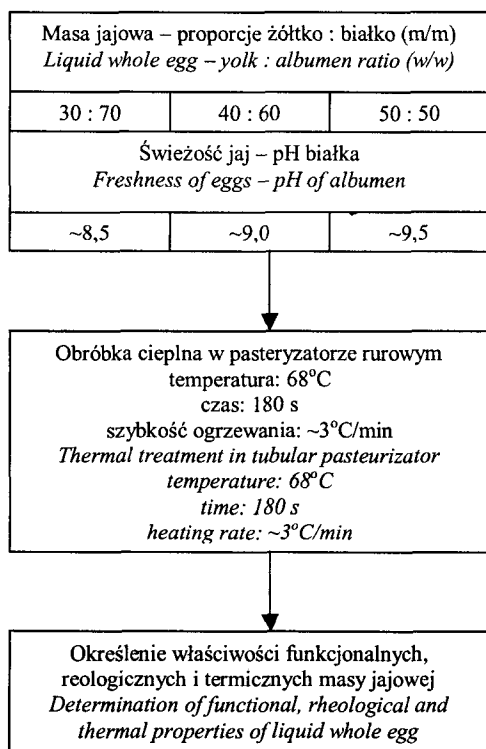 Masa jajowa – proporcje żółtko : białko (m/m)
Liquid whole egg – yolk : albumen ratio (w/w)
30 : 70 40 : 60 50 : 50
Świeżość jaj – pH białka
Freshness of eggs – pH of albumen
~8,5 ~9,0 ~9,5
Obróbka cieplna w pasteryzatorze rurowym
temperatura: 68°C
czas: 180 s
szybkość ogrzewania: ~3°C/min
Thermal treatment in tubular pasteurizator
temperature: 68°C
time: 180 s
heating rate: ~3°C/min
Określenie właściwości funkcjonalnych,
reologicznych i termicznych masy jajowej
Determination of functional, rheological and
thermal properties of liquid whole egg